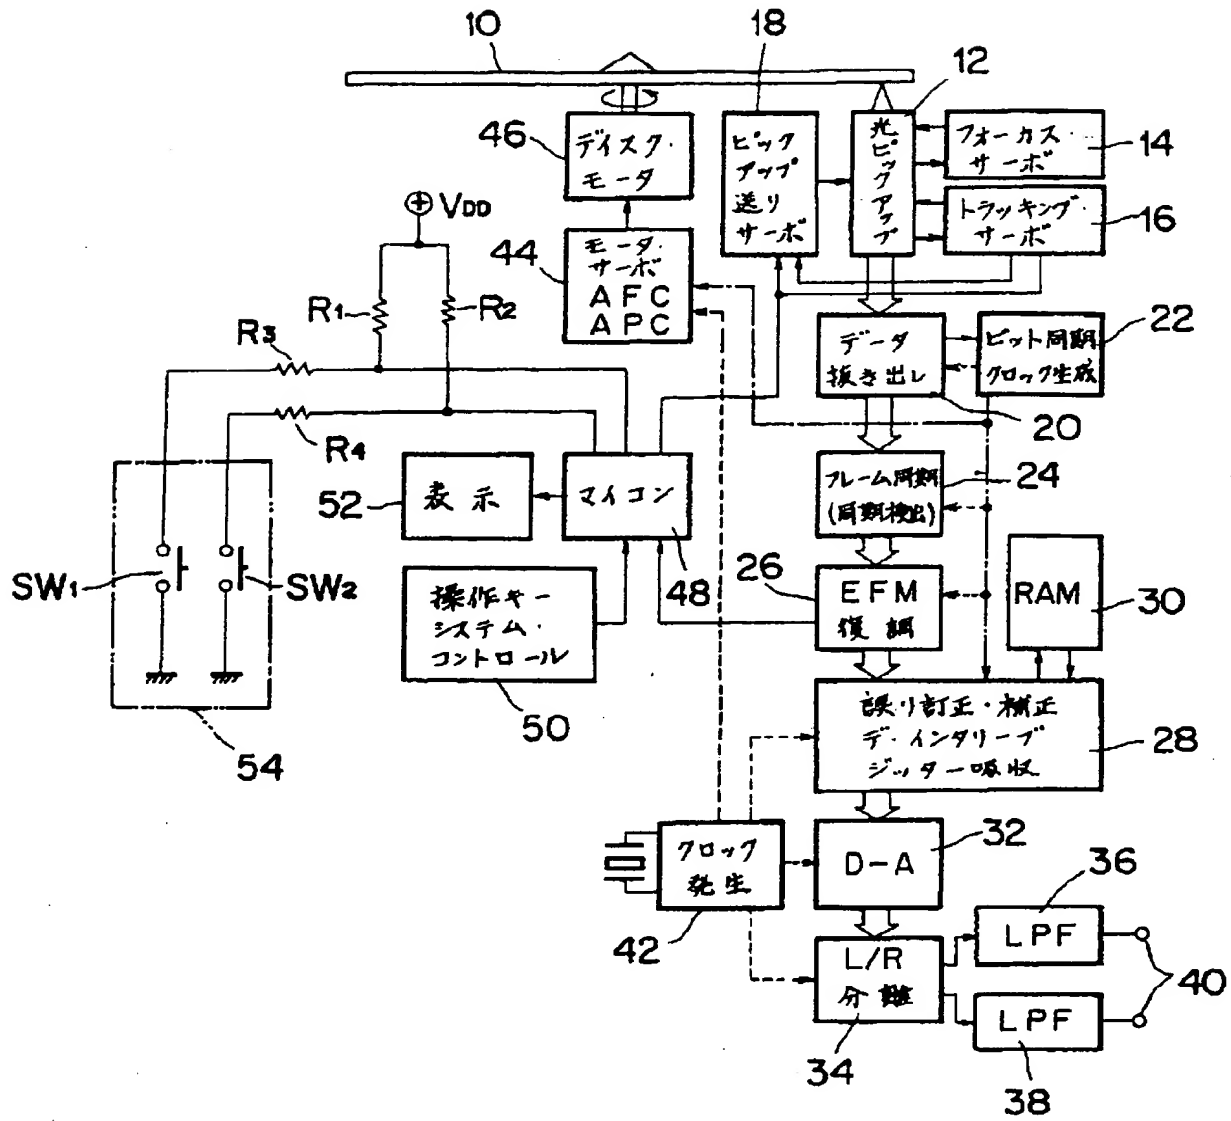 10
18
12
46
ディスク・
モータ
ピック
アップ
送り
サーボ
光ピックアップ
フォーカス・
サーボ
14
トラッキング・
サーボ
16
VDD
44
モータ・
サーボ
AFC
APC
R1
R2
R3
R4
データ
抜き出し
20
ビット同期
クロック生成
22
52
表示
マイコン
48
フレーム同期
(同期検出)
24
SW1
SW2
操作キー
システム・
コントロール
50
54
26
EFM
復調
RAM
30
誤り訂正・補正
デ・インタリーブ
ジッター吸収
28
クロック
発生
42
D-A
32
L/R
分離
34
LPF
36
LPF
38
40